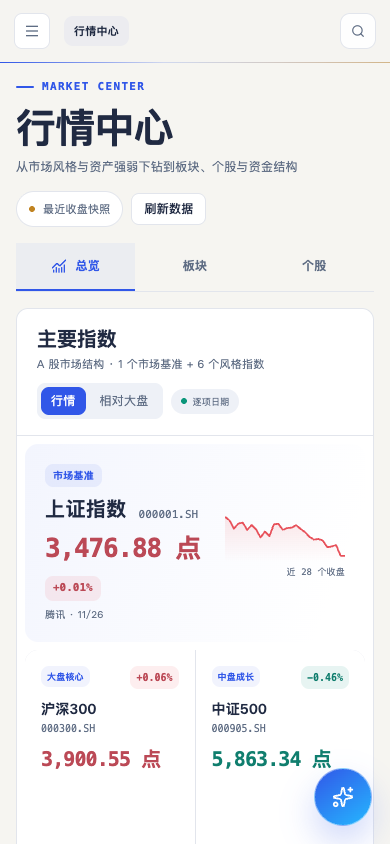 行情中心
MARKET CENTER
行情中心
从市场风格与资产强弱下钻到板块、个股与资金结构
最近收盘快照
刷新数据
总览
板块
个股
主要指数
A 股市场结构 · 1 个市场基准 + 6 个风格指数
行情
相对大盘
逐项日期
市场基准
上证指数 000001.SH
3,476.88 点
+0.01%
腾讯 · 11/26
近 28 个收盘
大盘核心
+0.06%
沪深300
000300.SH
3,900.55 点
中盘成长
-0.46%
中证500
000905.SH
5,863.34 点